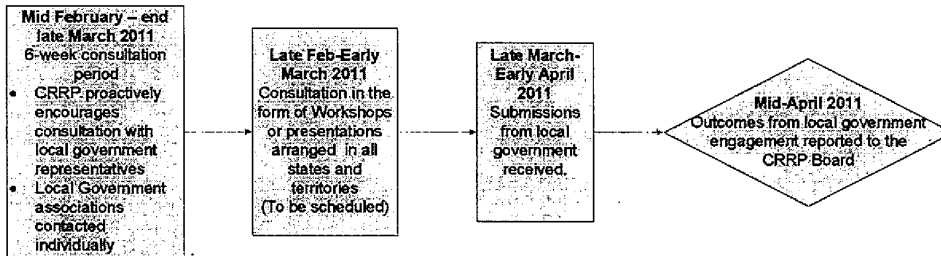 Mid February – end
late March 2011
6-week consultation
period
• CRRP proactively
encourages
consultation with
local government
representatives
• Local Government
associations
contacted
individually
Late Feb-Early
March 2011
Consultation in the
form of Workshops
or presentations
arranged in all
states and
territories
(To be scheduled)
Late March-
Early April
2011
Submissions
from local
government
received.
Mid-April 2011
Outcomes from local government
engagement reported to the
CRRP Board